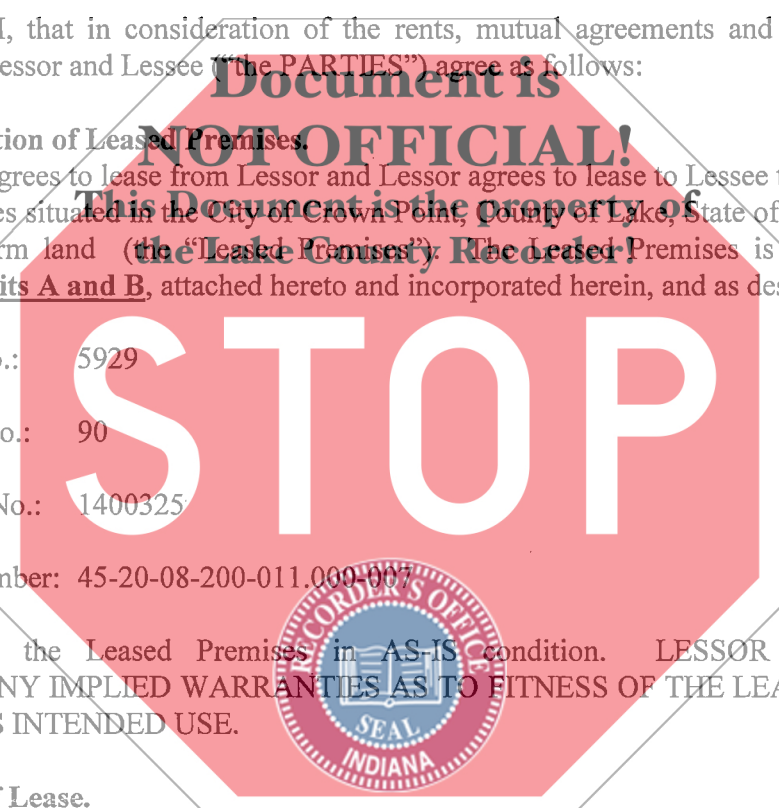 I, that in consideration of the rents, mutual agreements and
essor and Lessee ("the PARTIES") agree as follows:
Document is
tion of Leased Premises.
NOT OFFICIAL!
grees to lease from Lessor and Lessor agrees to lease to Lessee t
This Document is the property of
es situated in the City of Crown Point, County of Lake, State of
the Lake County Recorder!
rm land (the "Leased Premises"). The Leased Premises is
its A and B, attached hereto and incorporated herein, and as des
STOP
o.: 5929
o.: 90
No.: 1400325
mber: 45-20-08-200-011.000-007
RECORDER'S OFFICE
the Leased Premises in AS-IS condition. LESSOR
NY IMPLIED WARRANTIES AS TO FITNESS OF THE LEA
S INTENDED USE.
SEAL
INDIANA
f Lease.